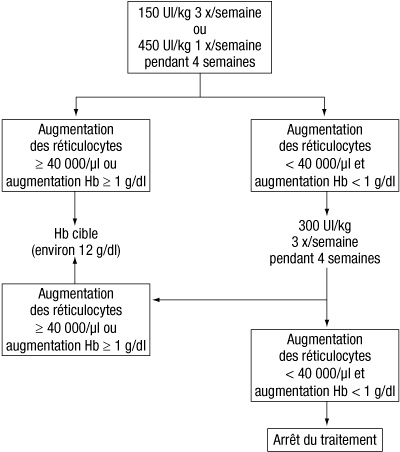 150 UI/kg 3 x/semaine
ou
450 UI/kg 1 x/semaine
pendant 4 semaines
Augmentation
des réticulocytes
≥ 40 000/µl ou
augmentation Hb ≥ 1 g/dl
Augmentation
des réticulocytes
< 40 000/µl et
augmentation Hb < 1 g/dl
Hb cible
(environ 12 g/dl)
300 UI/kg
3 x/semaine
pendant 4 semaines
Augmentation
des réticulocytes
≥ 40 000/µl ou
augmentation Hb ≥ 1 g/dl
Augmentation
des réticulocytes
< 40 000/µl et
augmentation Hb < 1 g/dl
Arrêt du traitement